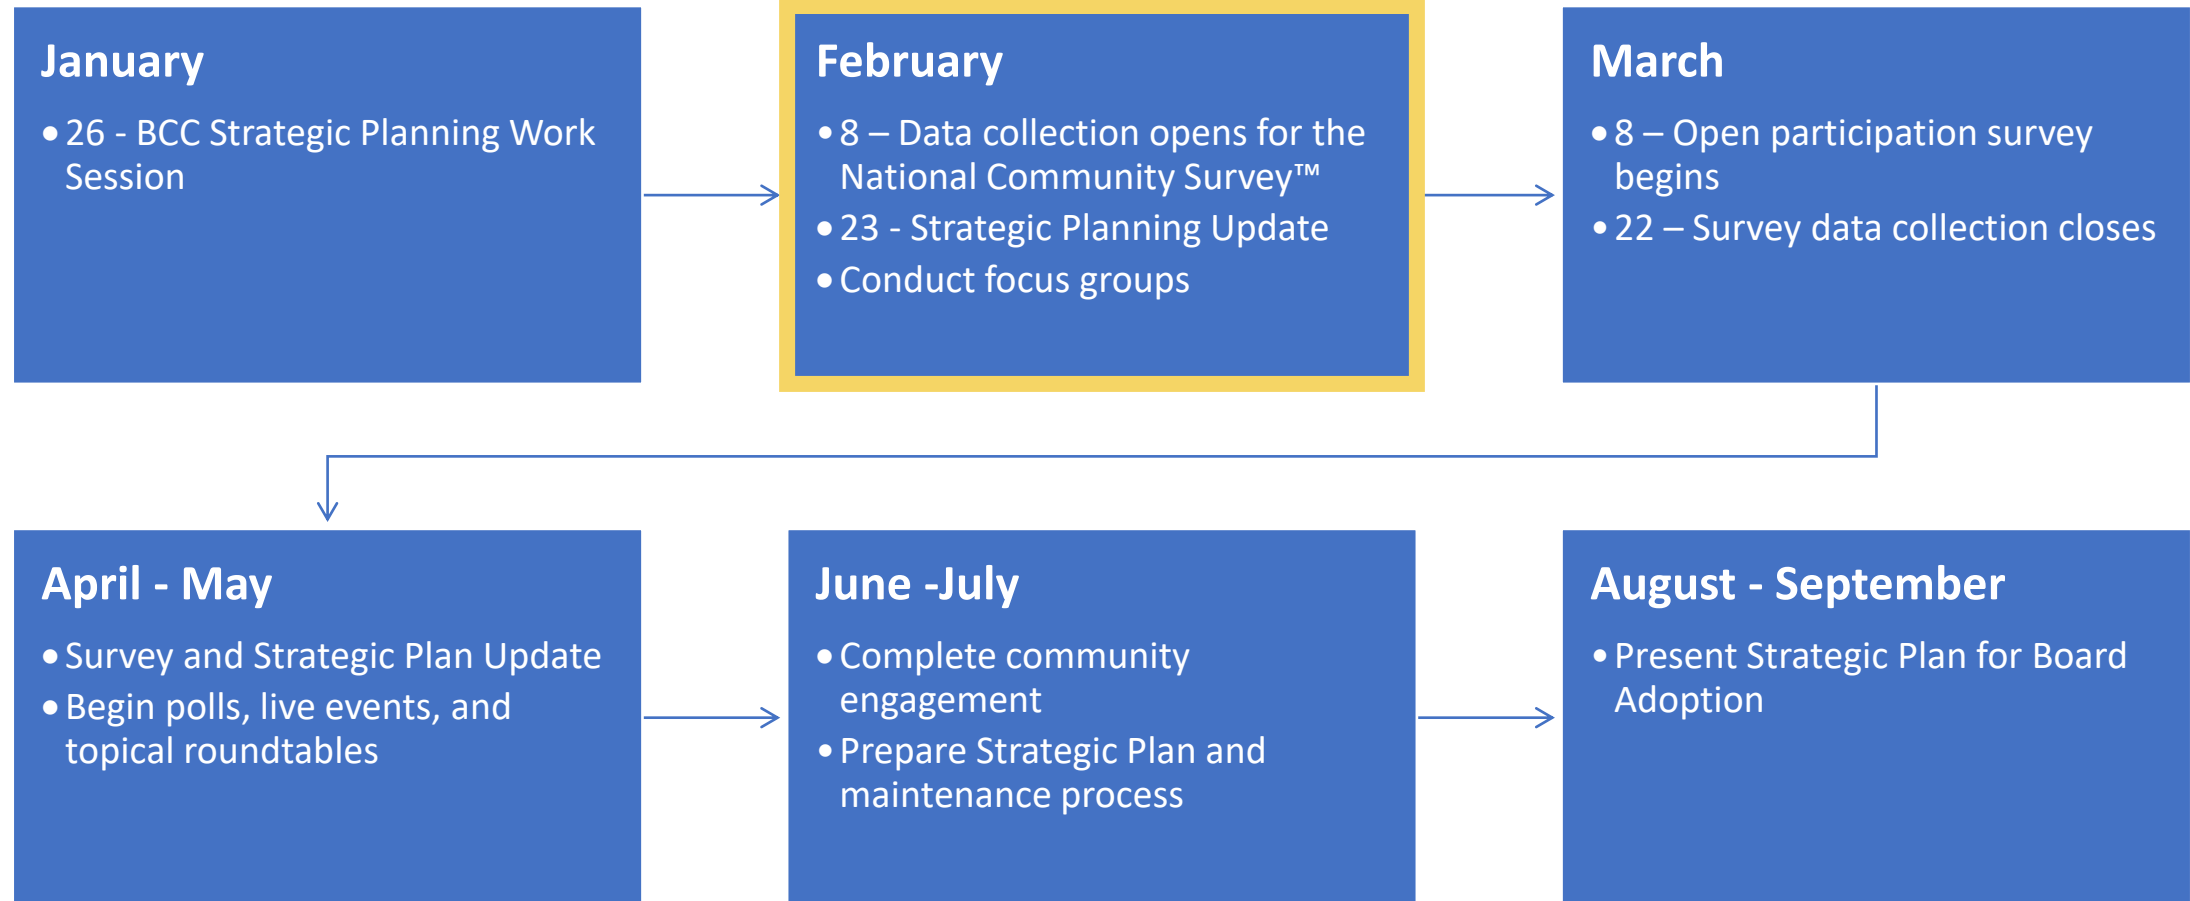 January
• 26 - BCC Strategic Planning Work
Session
February
• 8 – Data collection opens for the
National Community Survey™
• 23 - Strategic Planning Update
• Conduct focus groups
March
• 8 – Open participation survey
begins
• 22 – Survey data collection closes
April - May
• Survey and Strategic Plan Update
• Begin polls, live events, and
topical roundtables
June -July
• Complete community
engagement
• Prepare Strategic Plan and
maintenance process
August - September
• Present Strategic Plan for Board
Adoption